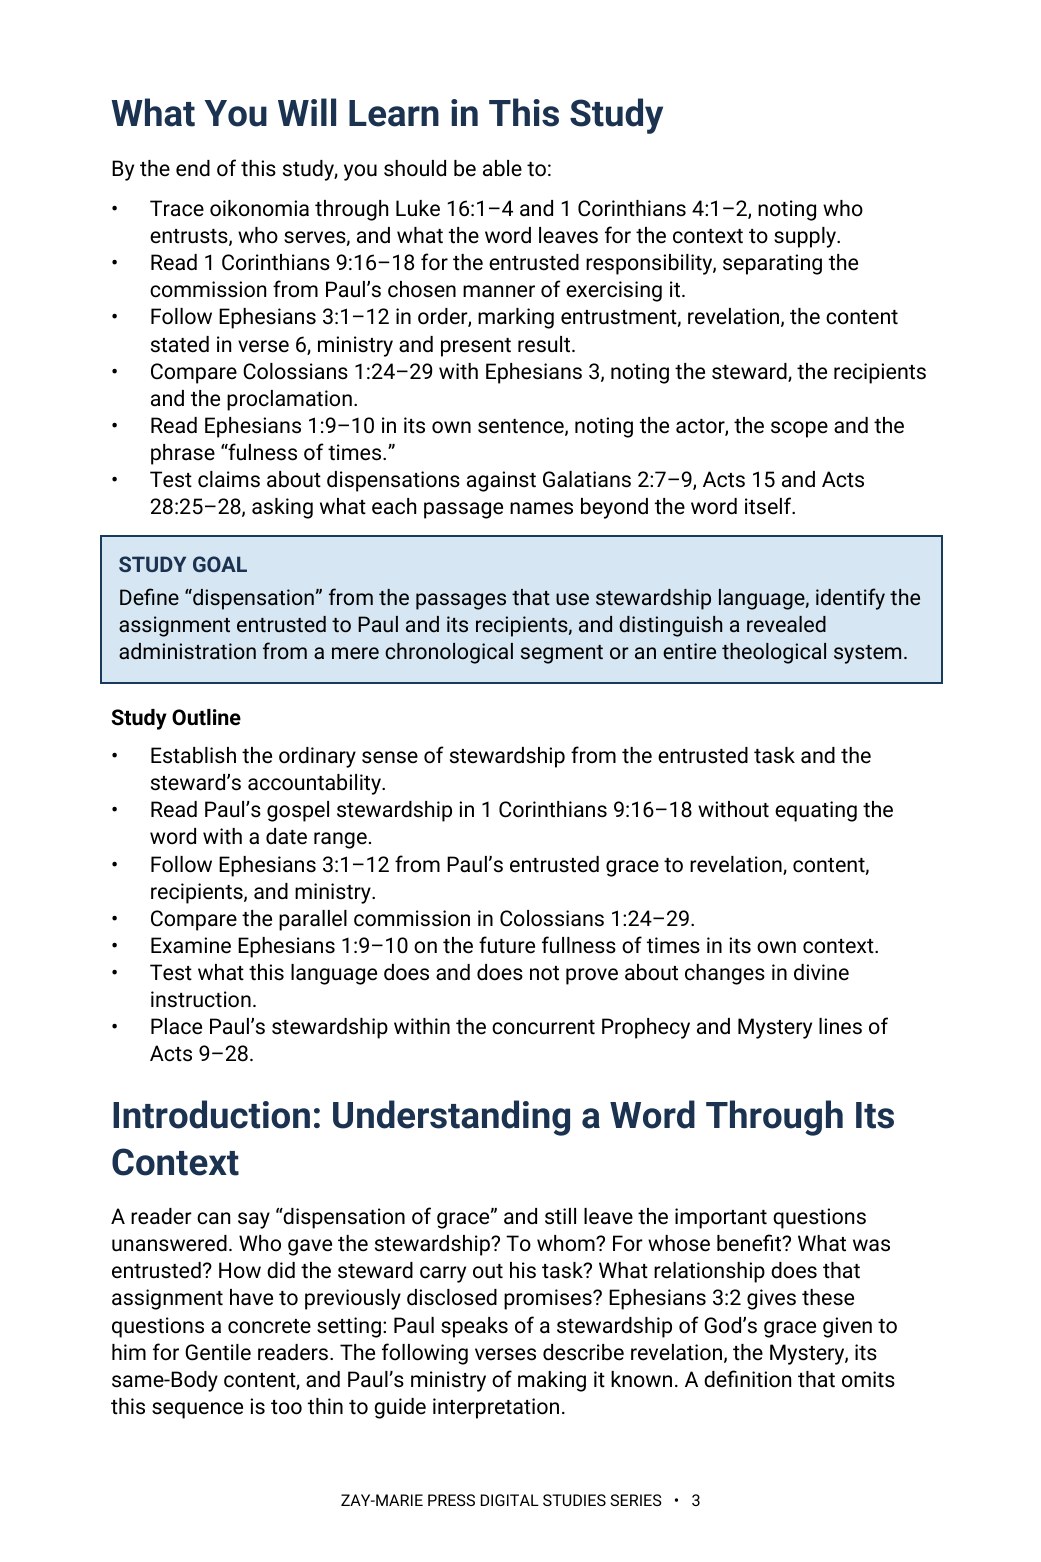 What You Will Learn in This Study
By the end of this study, you should be able to:
• Trace oikonomia through Luke 16:1–4 and 1 Corinthians 4:1–2, noting who
entrusts, who serves, and what the word leaves for the context to supply.
• Read 1 Corinthians 9:16–18 for the entrusted responsibility, separating the
commission from Paul’s chosen manner of exercising it.
• Follow Ephesians 3:1–12 in order, marking entrustment, revelation, the content
stated in verse 6, ministry and present result.
• Compare Colossians 1:24–29 with Ephesians 3, noting the steward, the recipients
and the proclamation.
• Read Ephesians 1:9–10 in its own sentence, noting the actor, the scope and the
phrase “fulness of times.”
• Test claims about dispensations against Galatians 2:7–9, Acts 15 and Acts
28:25–28, asking what each passage names beyond the word itself.
STUDY GOAL
Define “dispensation” from the passages that use stewardship language, identify the
assignment entrusted to Paul and its recipients, and distinguish a revealed
administration from a mere chronological segment or an entire theological system.
Study Outline
• Establish the ordinary sense of stewardship from the entrusted task and the
steward’s accountability.
• Read Paul’s gospel stewardship in 1 Corinthians 9:16–18 without equating the
word with a date range.
• Follow Ephesians 3:1–12 from Paul’s entrusted grace to revelation, content,
recipients, and ministry.
• Compare the parallel commission in Colossians 1:24–29.
• Examine Ephesians 1:9–10 on the future fullness of times in its own context.
• Test what this language does and does not prove about changes in divine
instruction.
• Place Paul’s stewardship within the concurrent Prophecy and Mystery lines of
Acts 9–28.
Introduction: Understanding a Word Through Its
Context
A reader can say “dispensation of grace” and still leave the important questions
unanswered. Who gave the stewardship? To whom? For whose benefit? What was
entrusted? How did the steward carry out his task? What relationship does that
assignment have to previously disclosed promises? Ephesians 3:2 gives these
questions a concrete setting: Paul speaks of a stewardship of God’s grace given to
him for Gentile readers. The following verses describe revelation, the Mystery, its
same-Body content, and Paul’s ministry of making it known. A definition that omits
this sequence is too thin to guide interpretation.
ZAY-MARIE PRESS DIGITAL STUDIES SERIES • 3